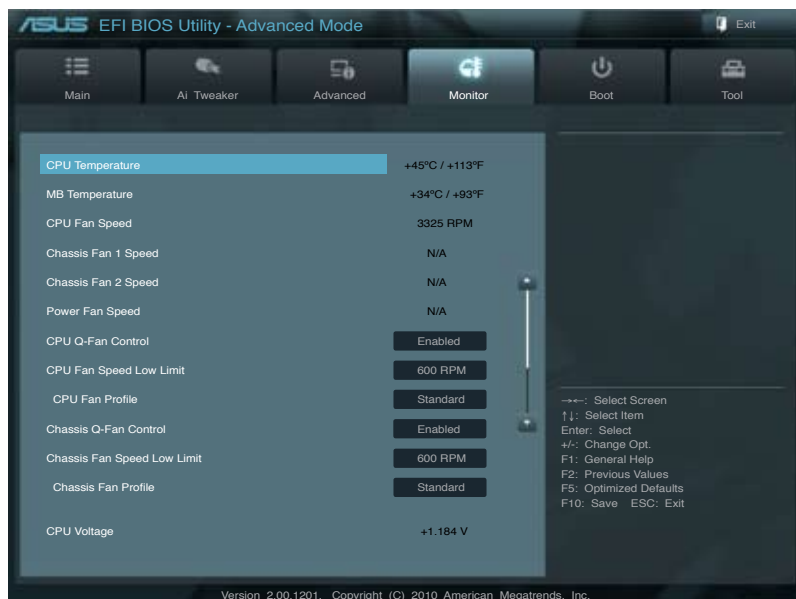 ASUS EFI BIOS Utility - Advanced Mode
Exit
Main
Ai Tweaker
Advanced
Monitor
Boot
Tool
CPU Temperature +45ºC / +113ºF
MB Temperature +34ºC / +93ºF
CPU Fan Speed 3325 RPM
Chassis Fan 1 Speed N/A
Chassis Fan 2 Speed N/A
Power Fan Speed N/A
CPU Q-Fan Control Enabled
CPU Fan Speed Low Limit 600 RPM
CPU Fan Profile Standard
Chassis Q-Fan Control Enabled
Chassis Fan Speed Low Limit 600 RPM
Chassis Fan Profile Standard
CPU Voltage +1.184 V
→←: Select Screen
↑↓: Select Item
Enter: Select
+/-: Change Opt.
F1: General Help
F2: Previous Values
F5: Optimized Defaults
F10: Save ESC: Exit
Version 2.00.1201. Copyright (C) 2010 American Megatrends, Inc.